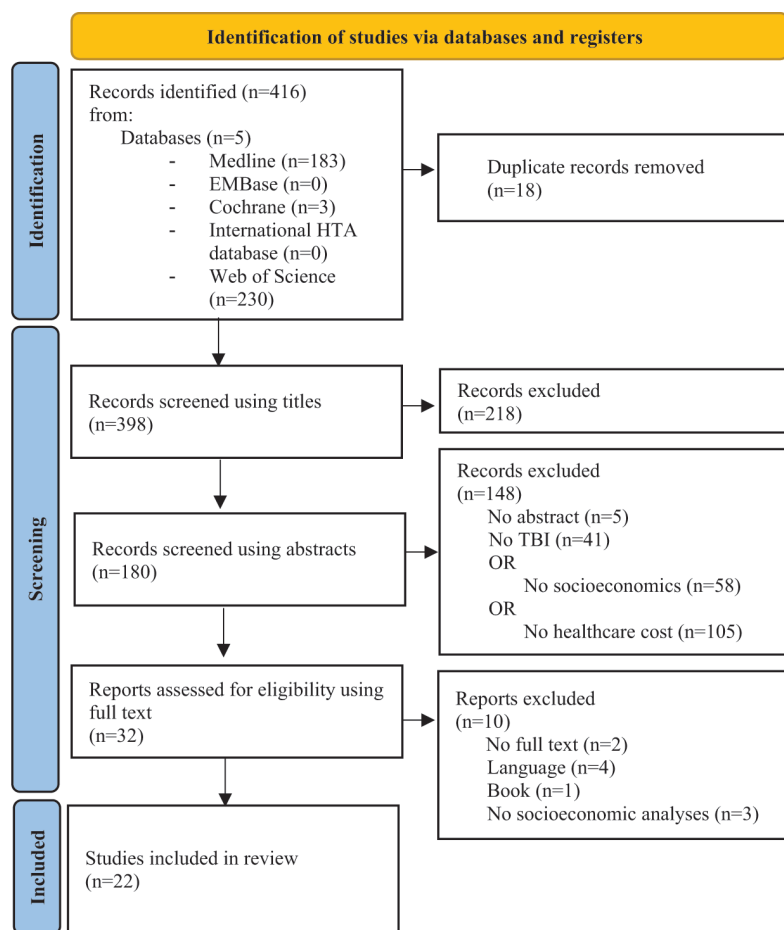 Identification of studies via databases and registers
Identification
Records identified (n=416)
from:
Databases (n=5)
- Medline (n=183)
- EMBase (n=0)
- Cochrane (n=3)
- International HTA
database (n=0)
- Web of Science
(n=230)
Duplicate records removed
(n=18)
Screening
Records screened using titles
(n=398)
Records excluded
(n=218)
Records screened using abstracts
(n=180)
Records excluded
(n=148)
No abstract (n=5)
No TBI (n=41)
OR
No socioeconomics (n=58)
OR
No healthcare cost (n=105)
Reports assessed for eligibility using
full text
(n=32)
Reports excluded
(n=10)
No full text (n=2)
Language (n=4)
Book (n=1)
No socioeconomic analyses (n=3)
Included
Studies included in review
(n=22)